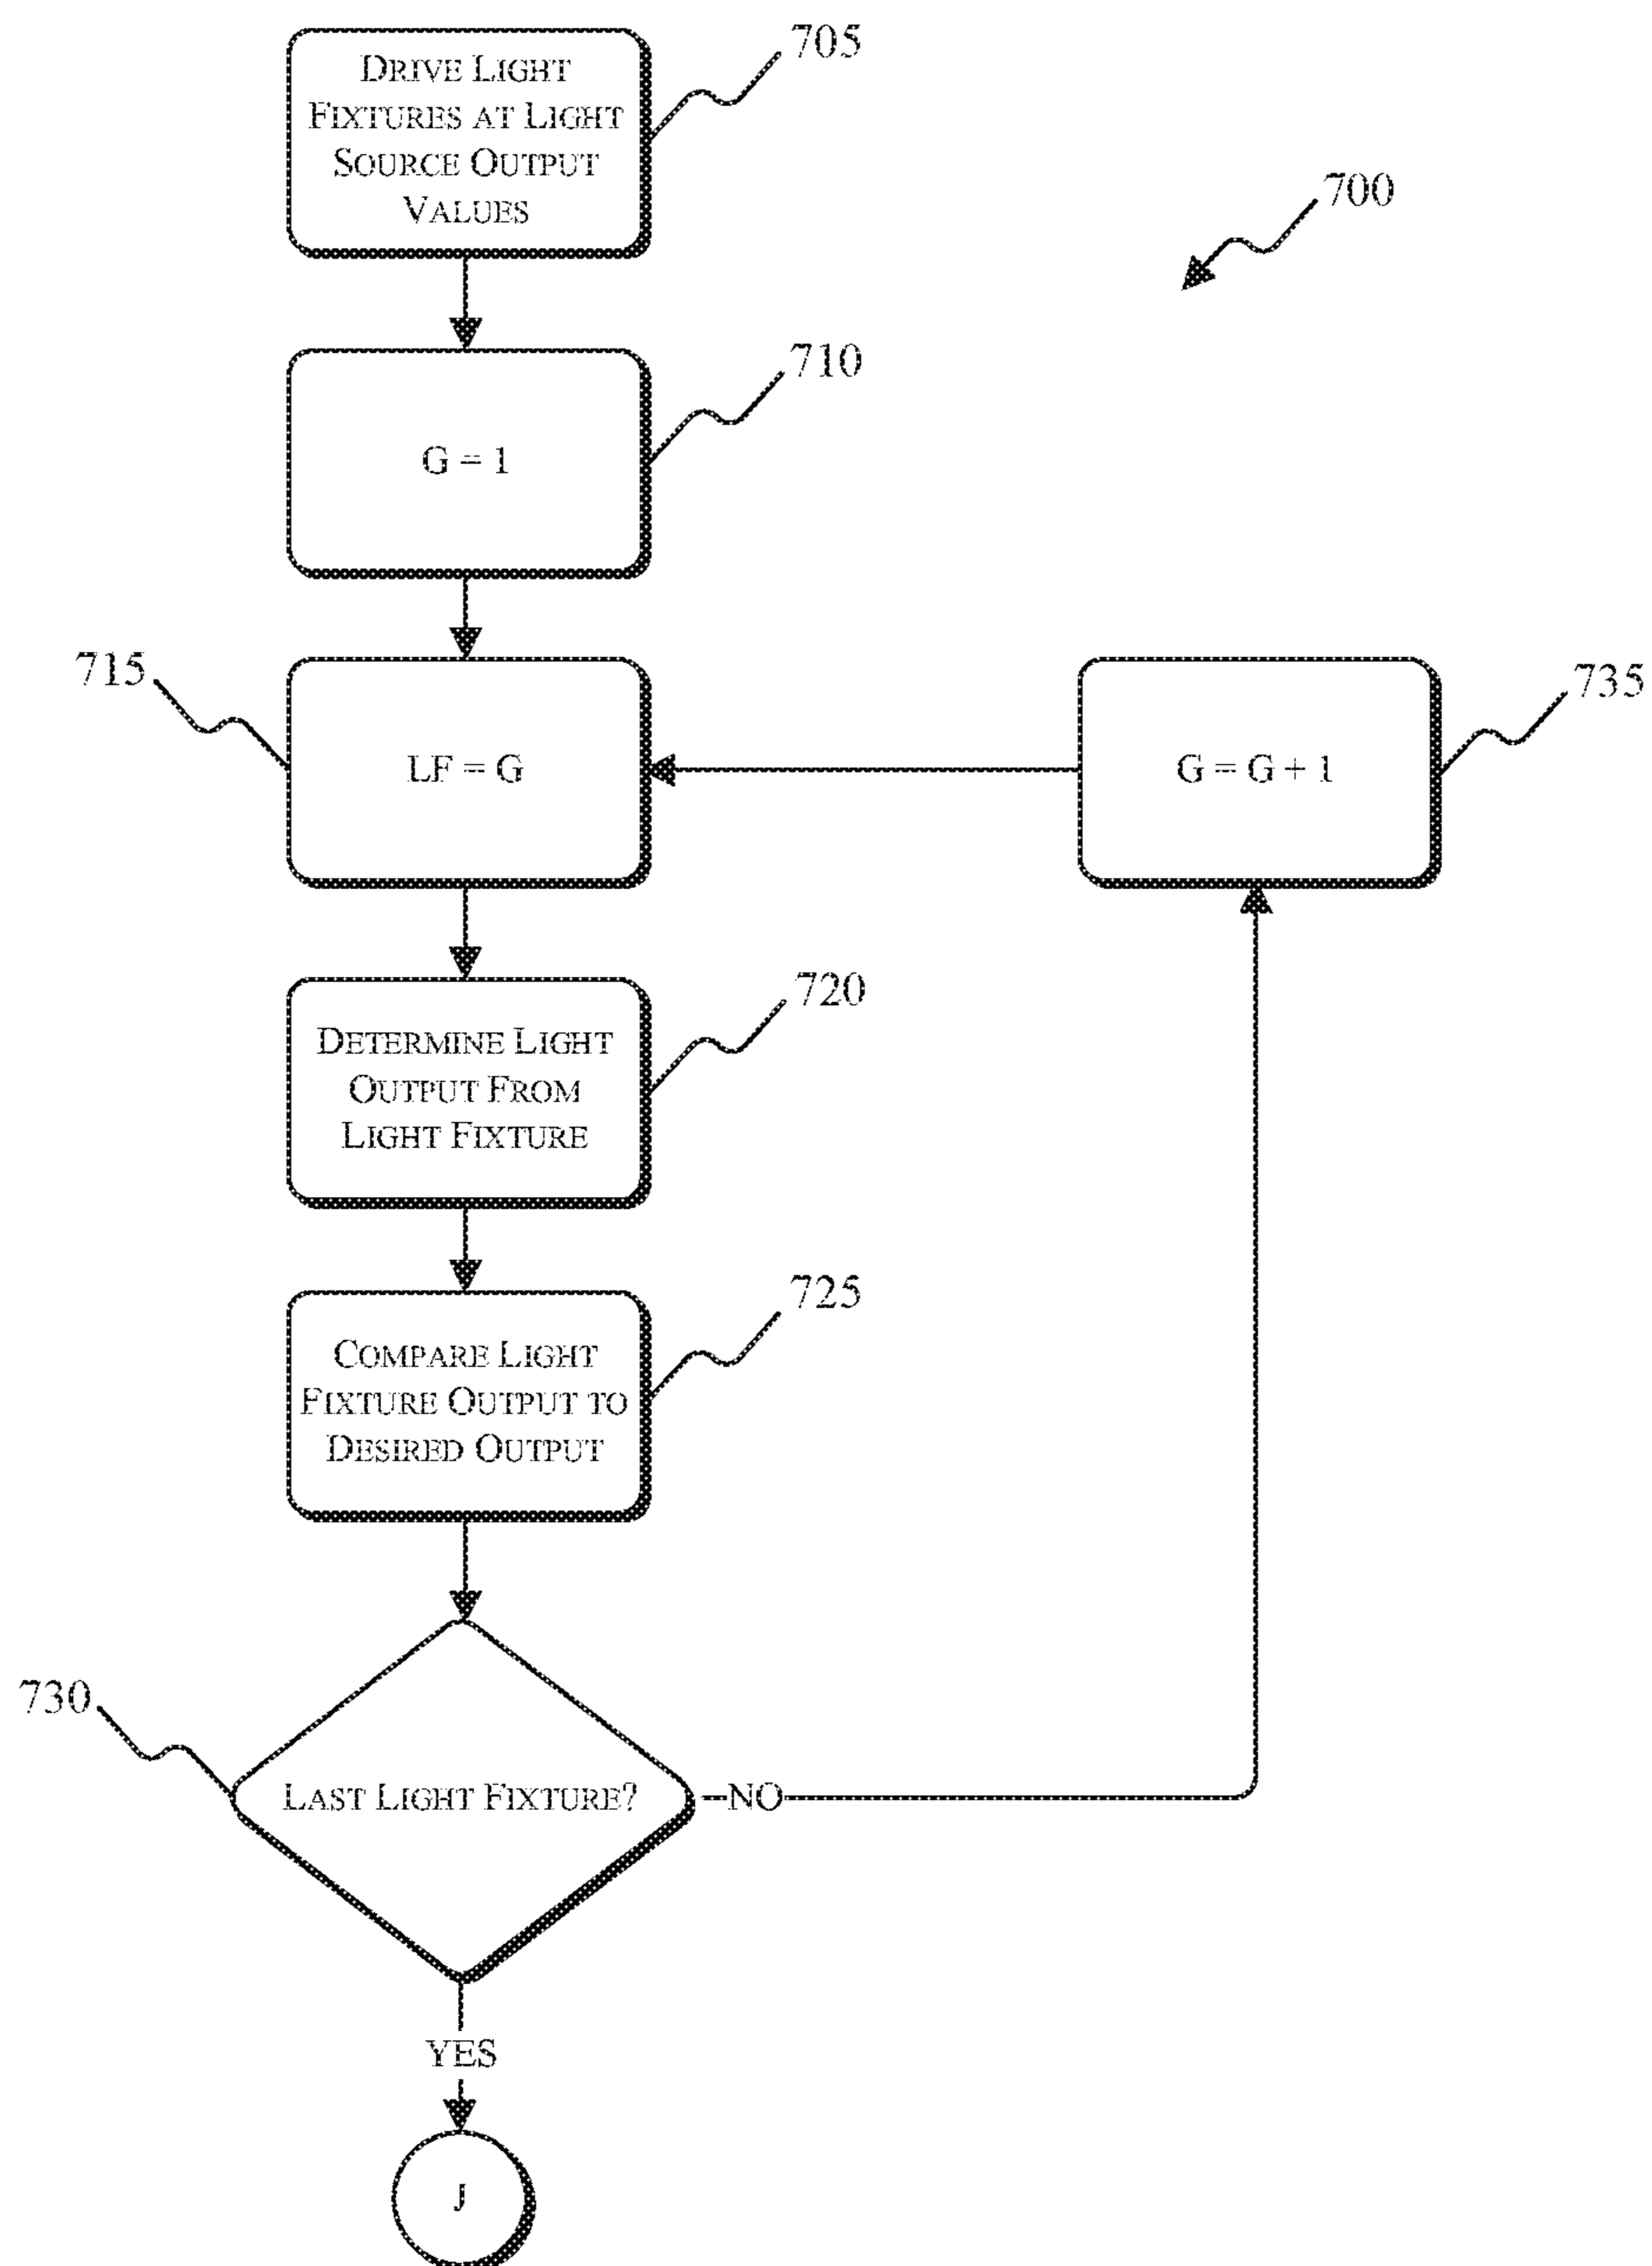 DRIVE LIGHT
FIXTURES AT LIGHT
SOURCE OUTPUT
VALUES
705
700
G = 1
710
715
LF = G
G = G + 1
735
DETERMINE LIGHT
OUTPUT FROM
LIGHT FIXTURE
720
COMPARE LIGHT
FIXTURE OUTPUT TO
DESIRED OUTPUT
725
730
LAST LIGHT FIXTURE?
NO
YES
J